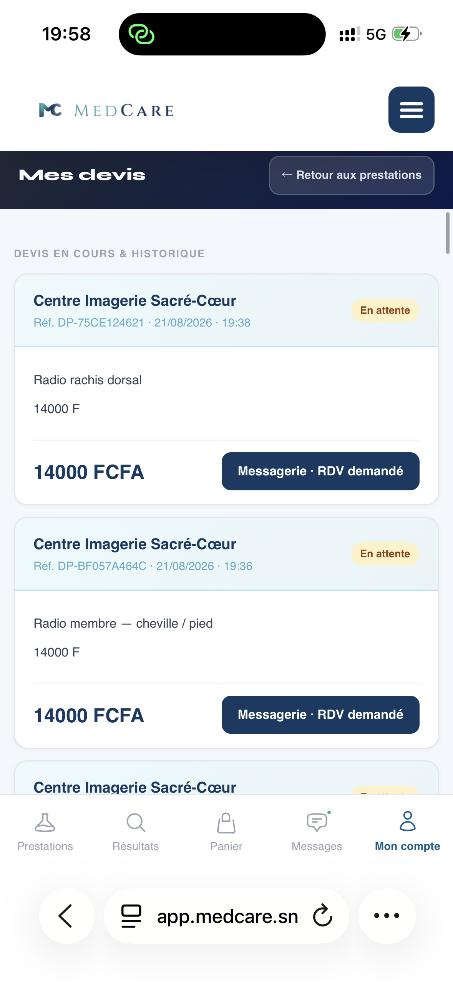 19:58
5G
MC MEDCARE
Mes devis
← Retour aux prestations
DEVIS EN COURS & HISTORIQUE
Centre Imagerie Sacré-Cœur
En attente
Réf. DP-75CE124621 · 21/08/2026 · 19:38
Radio rachis dorsal
14000 F
14000 FCFA
Messagerie · RDV demandé
Centre Imagerie Sacré-Cœur
En attente
Réf. DP-BF057A464C · 21/08/2026 · 19:36
Radio membre — cheville / pied
14000 F
14000 FCFA
Messagerie · RDV demandé
Centre Imagerie Sacré-Cœur
Prestations
Résultats
Panier
Messages
Mon compte
app.medcare.sn